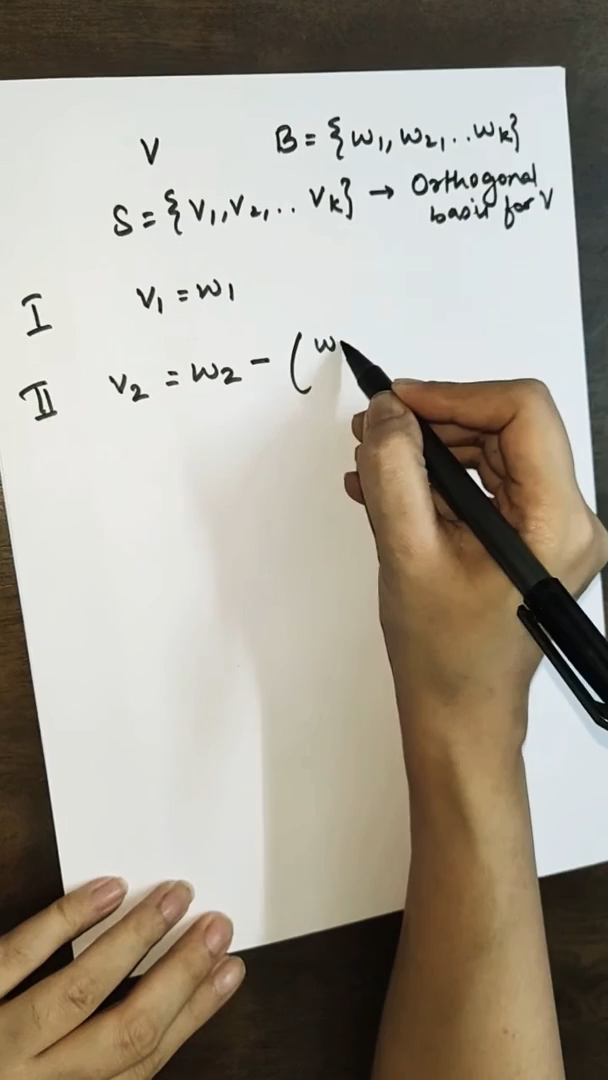 V B = {w₁, w₂, .. wₖ}
S = {v₁, v₂, .. vₖ} → Orthogonal
basis for V
I v₁ = w₁
II v₂ = w₂ - (w